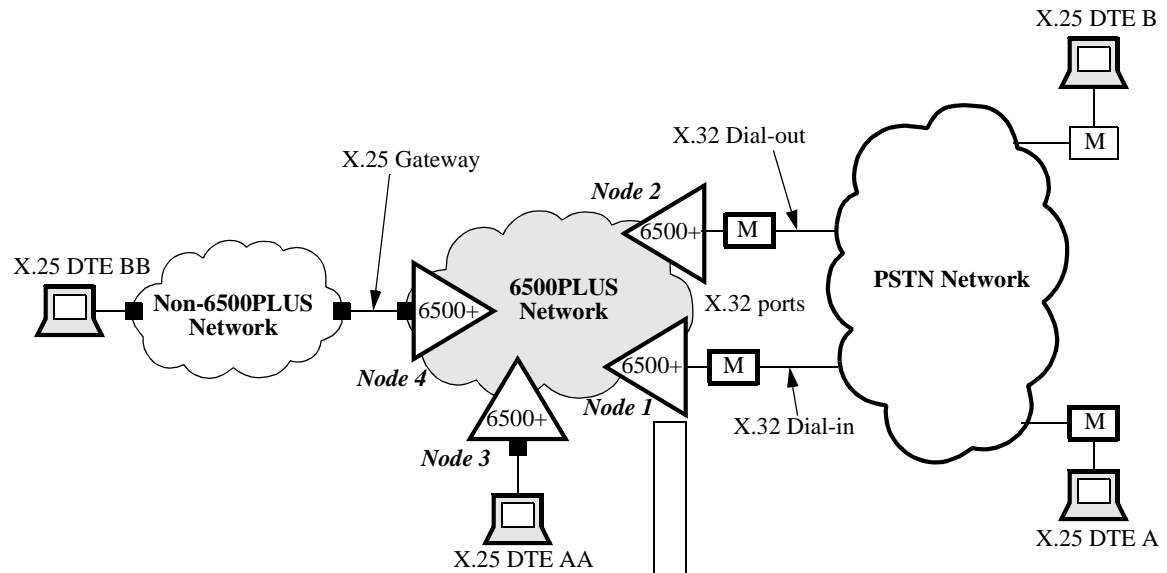 X.25 DTE B
M
X.32 Dial-out
X.25 Gateway
Node 2
6500+
M
X.25 DTE BB
Non-6500PLUS
Network
6500+
6500PLUS
Network
PSTN Network
X.32 ports
6500+
M
Node 4
Node 1
6500+
X.32 Dial-in
M
Node 3
X.25 DTE AA
X.25 DTE A